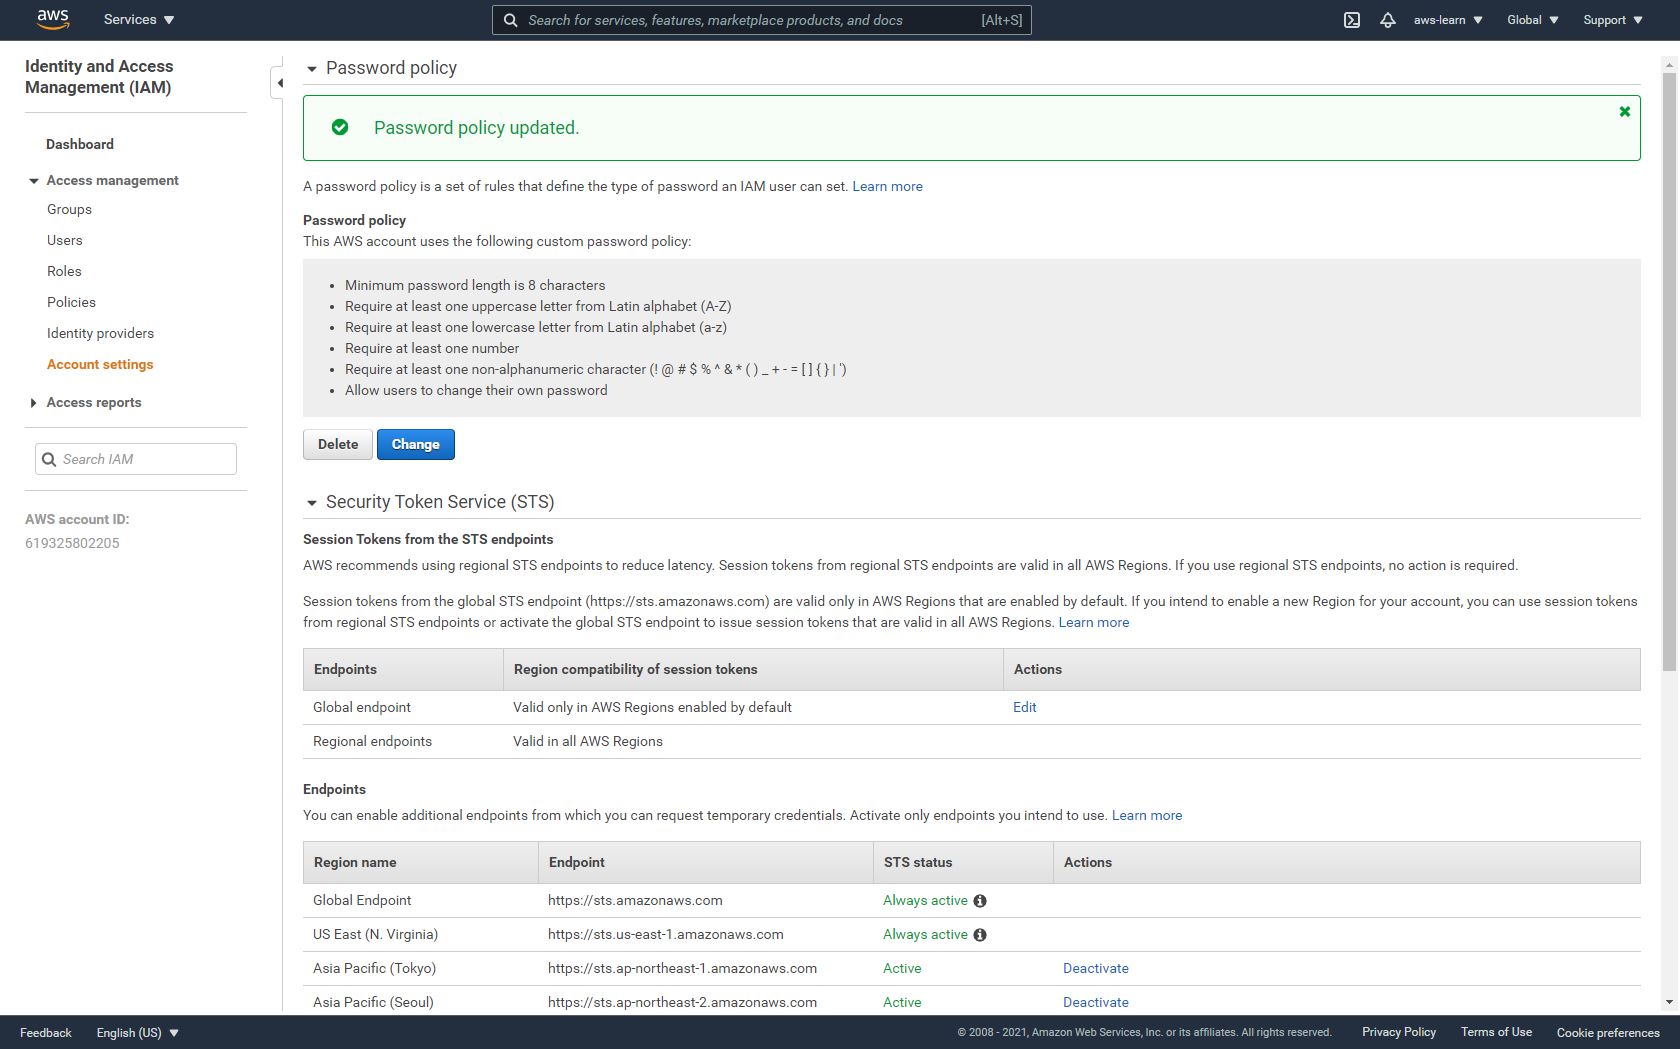 aws
Services
Search for services, features, marketplace products, and docs
[Alt+S]
aws-learn
Global
Support
Identity and Access
Management (IAM)
Dashboard
Access management
Groups
Users
Roles
Policies
Identity providers
Account settings
Access reports
Search IAM
AWS account ID:
619325802205
Password policy
Password policy updated.
A password policy is a set of rules that define the type of password an IAM user can set. Learn more
Password policy
This AWS account uses the following custom password policy:
• Minimum password length is 8 characters
• Require at least one uppercase letter from Latin alphabet (A-Z)
• Require at least one lowercase letter from Latin alphabet (a-z)
• Require at least one number
• Require at least one non-alphanumeric character (! @ # $ % ^ & * ( ) _ + - = [ ] { } | ')
• Allow users to change their own password
Delete
Change
Security Token Service (STS)
Session Tokens from the STS endpoints
AWS recommends using regional STS endpoints to reduce latency. Session tokens from regional STS endpoints are valid in all AWS Regions. If you use regional STS endpoints, no action is required.
Session tokens from the global STS endpoint (https://sts.amazonaws.com) are valid only in AWS Regions that are enabled by default. If you intend to enable a new Region for your account, you can use session tokens
from regional STS endpoints or activate the global STS endpoint to issue session tokens that are valid in all AWS Regions. Learn more
Endpoints Region compatibility of session tokens Actions
Global endpoint Valid only in AWS Regions enabled by default Edit
Regional endpoints Valid in all AWS Regions
Endpoints
You can enable additional endpoints from which you can request temporary credentials. Activate only endpoints you intend to use. Learn more
Region name Endpoint STS status Actions
Global Endpoint https://sts.amazonaws.com Always active
US East (N. Virginia) https://sts.us-east-1.amazonaws.com Always active
Asia Pacific (Tokyo) https://sts.ap-northeast-1.amazonaws.com Active Deactivate
Asia Pacific (Seoul) https://sts.ap-northeast-2.amazonaws.com Active Deactivate
Feedback
English (US)
© 2008 - 2021, Amazon Web Services, Inc. or its affiliates. All rights reserved.
Privacy Policy
Terms of Use
Cookie preferences